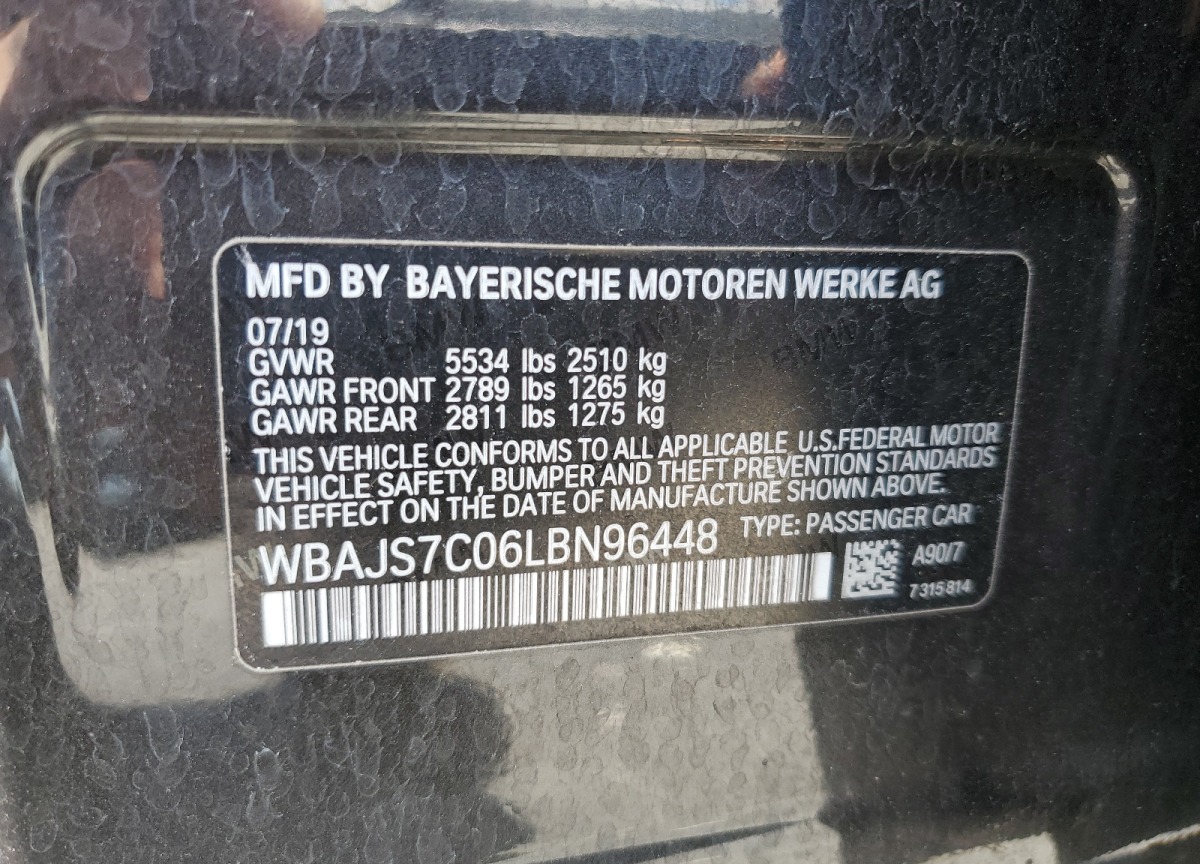 MFD BY BAYERISCHE MOTOREN WERKE AG
07/19
GVWR 5534 lbs 2510 kg
GAWR FRONT 2789 lbs 1265 kg
GAWR REAR 2811 lbs 1275 kg
THIS VEHICLE CONFORMS TO ALL APPLICABLE U.S.FEDERAL MOTOR
VEHICLE SAFETY, BUMPER AND THEFT PREVENTION STANDARDS
IN EFFECT ON THE DATE OF MANUFACTURE SHOWN ABOVE.
WBAJS7C06LBN96448 TYPE: PASSENGER CAR
A90/7
7 315 814